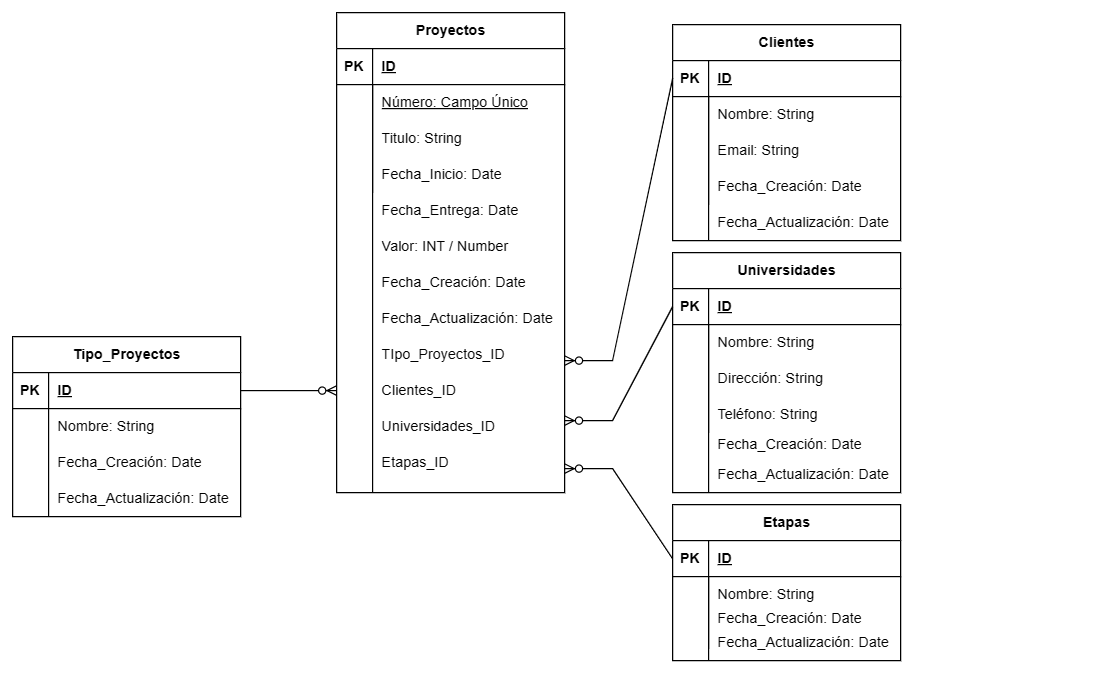 Proyectos
PK ID
Número: Campo Único
Titulo: String
Fecha_Inicio: Date
Fecha_Entrega: Date
Valor: INT / Number
Fecha_Creación: Date
Fecha_Actualización: Date
TIpo_Proyectos_ID
Clientes_ID
Universidades_ID
Etapas_ID
Clientes
PK ID
Nombre: String
Email: String
Fecha_Creación: Date
Fecha_Actualización: Date
Universidades
PK ID
Nombre: String
Dirección: String
Teléfono: String
Fecha_Creación: Date
Fecha_Actualización: Date
Tipo_Proyectos
PK ID
Nombre: String
Fecha_Creación: Date
Fecha_Actualización: Date
Etapas
PK ID
Nombre: String
Fecha_Creación: Date
Fecha_Actualización: Date